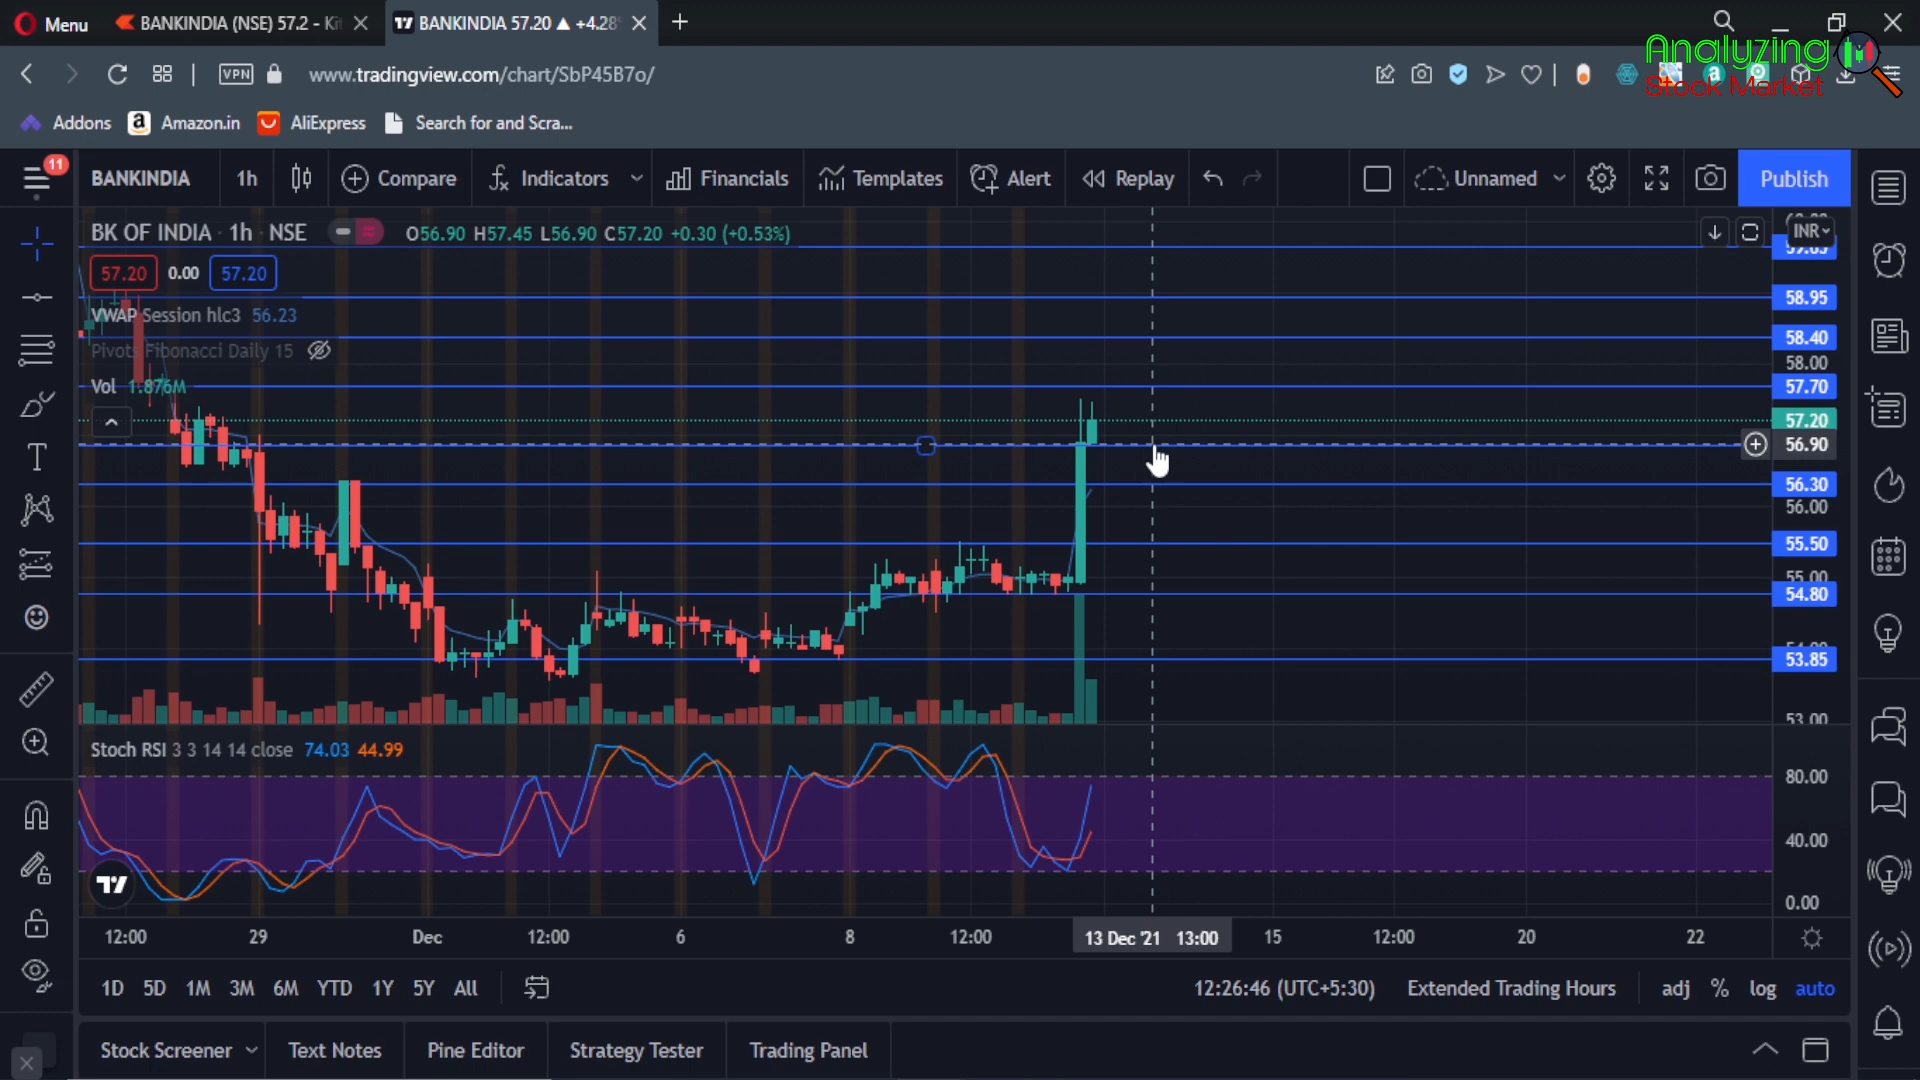 Menu
BANKINDIA (NSE) 57.2 - Ki
BANKINDIA 57.20 ▲ +4.28
Analyzing
Stock Market
VPN
www.tradingview.com/chart/SbP45B7o/
Addons
Amazon.in
AliExpress
Search for and Scra...
11
BANKINDIA
1h
Compare
Indicators
Financials
Templates
Alert
Replay
Unnamed
Publish
BK OF INDIA · 1h · NSE
O56.90 H57.45 L56.90 C57.20 +0.30 (+0.53%)
INR
57.20 0.00 57.20
VWAP Session hlc3 56.23
Pivots Fibonacci Daily 15
Vol 1.876M
58.95
58.40
58.00
57.70
57.20
56.90
56.30
56.00
55.50
55.00
54.80
53.85
53.00
Stoch RSI 3 3 14 14 close 74.03 44.99
80.00
40.00
0.00
12:00 29 Dec 12:00 6 8 12:00 13 Dec '21 13:00 15 12:00 20 22
1D 5D 1M 3M 6M YTD 1Y 5Y All
12:26:46 (UTC+5:30)
Extended Trading Hours
adj % log auto
Stock Screener
Text Notes
Pine Editor
Strategy Tester
Trading Panel